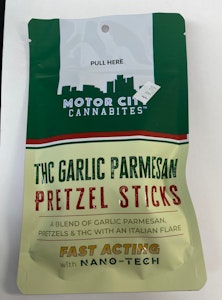 PULL HERE
MOTOR CITY
CANNABITES™
THC GARLIC PARMESAN
PRETZEL STICKS
A BLEND OF GARLIC PARMESAN,
PRETZELS & THC WITH AN ITALIAN FLARE
FAST ACTING
with NANO-TECH